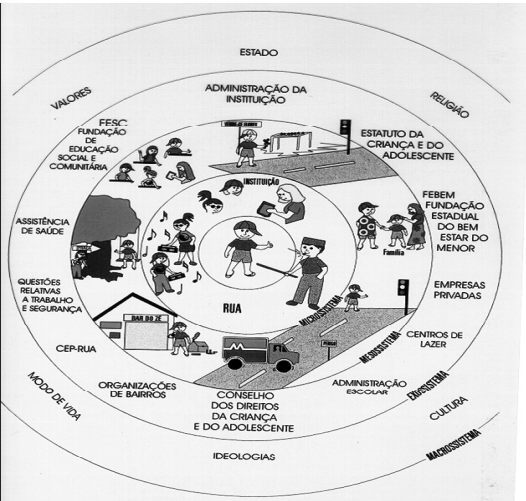 ESTADO
VALORES
RELIGIÃO
ADMINISTRAÇÃO DA
INSTITUIÇÃO
FESC
FUNDAÇÃO
DE
EDUCAÇÃO
SOCIAL E
COMUNITÁRIA
ESTATUTO DA
CRIANÇA E DO
ADOLESCENTE
INSTITUIÇÃO
FEBEM
FUNDAÇÃO
ESTADUAL
DO BEM
ESTAR DO
MENOR
ASSISTÊNCIA
DE SAÚDE
Família
QUESTÕES
RELATIVAS
A TRABALHO
E SEGURANÇA
EMPRESAS
PRIVADAS
RUA
MICROSSISTEMA
BAR DO ZÉ
CEP-RUA
MESOSSISTEMA
CENTROS DE
LAZER
MODO DE VIDA
ORGANIZAÇÕES
DE BAIRROS
CONSELHO
DOS DIREITOS
DA CRIANÇA
E DO ADOLESCENTE
ADMINISTRAÇÃO
ESCOLAR
EXOSSISTEMA
CULTURA
IDEOLOGIAS
MACROSSISTEMA